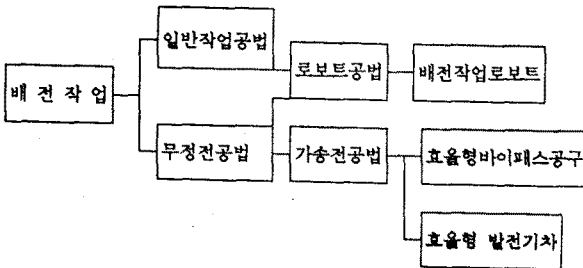 일반작업공법
로보트공법
배전작업로보트
배 전 작 업
무정전공법
가송전공법
효율형바이패스공구
효율형 발전기차